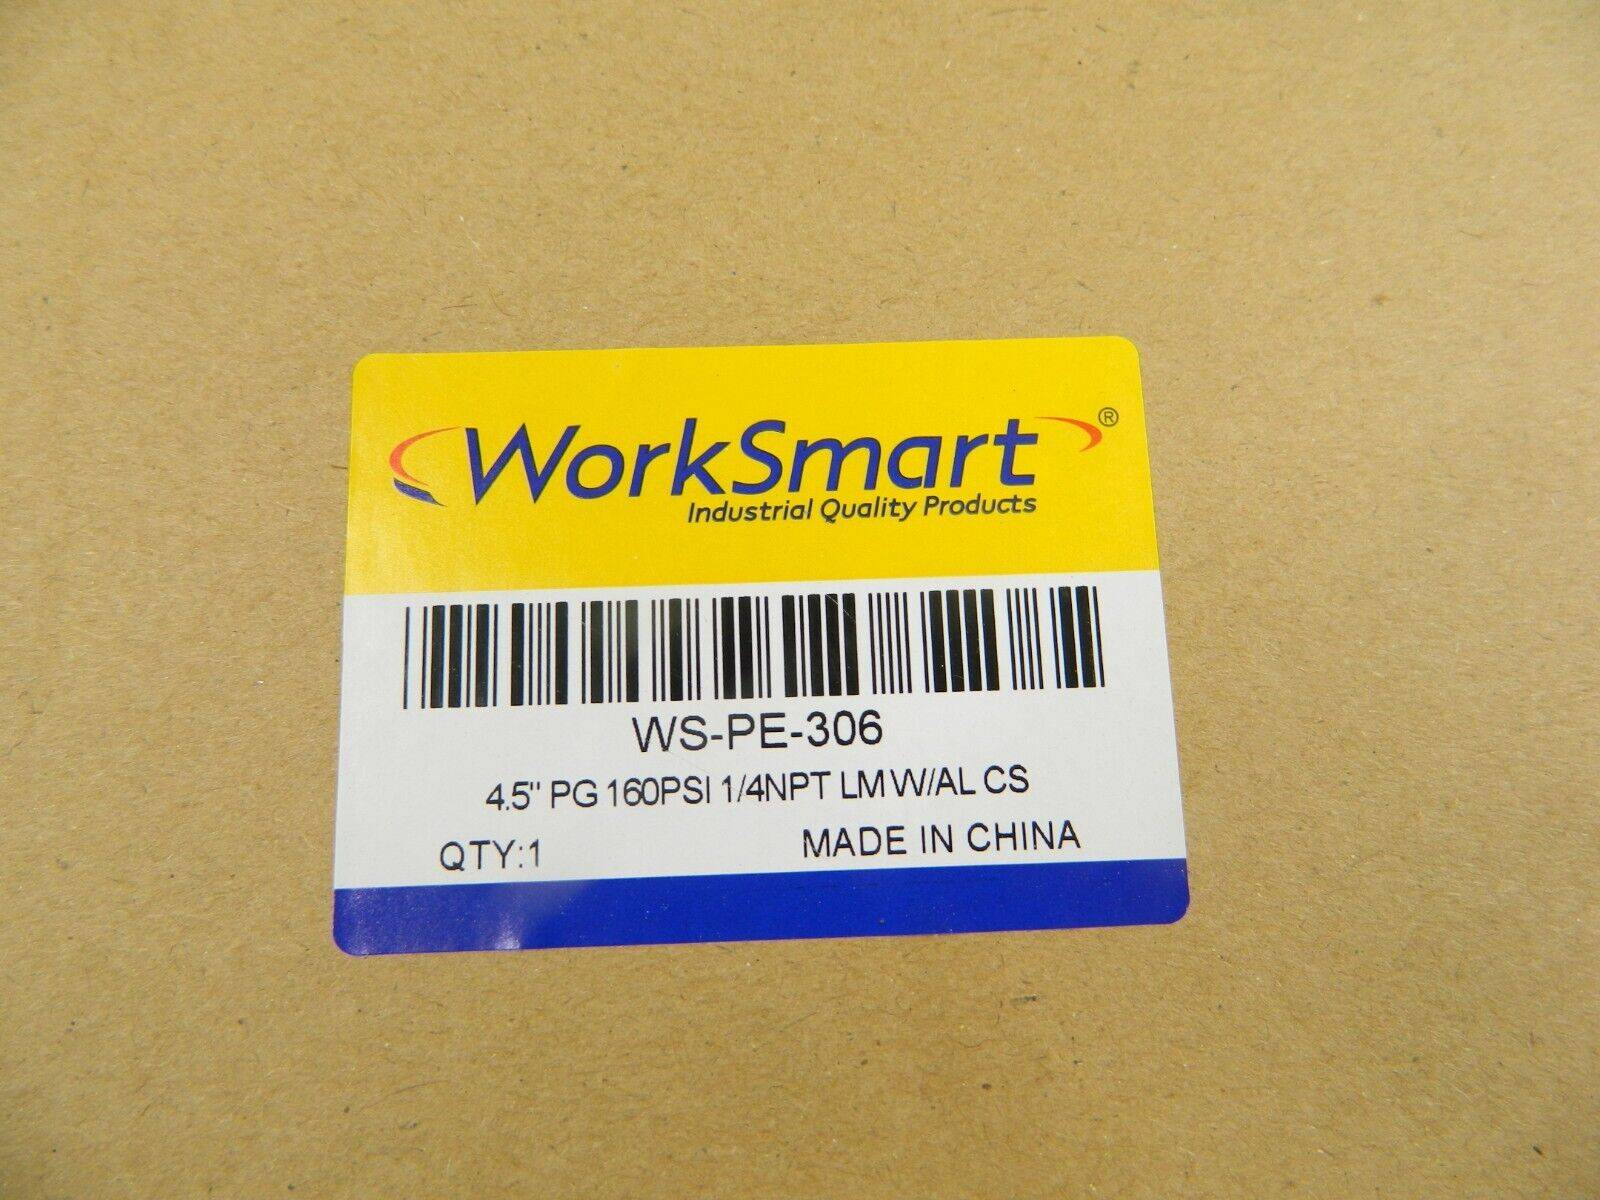 WorkSmart®
Industrial Quality Products
WS-PE-306
4.5" PG 160PSI 1/4NPT LM W/AL CS
QTY:1 MADE IN CHINA